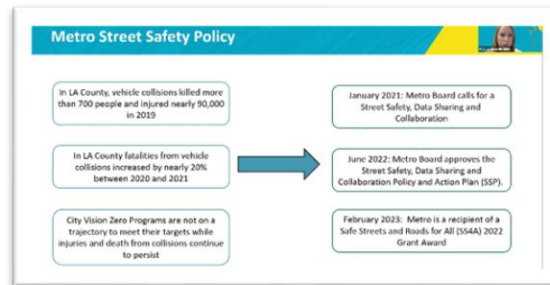 Metro Street Safety Policy
In LA County, vehicle collisions killed more
than 700 people and injured nearly 90,000
in 2019
In LA County fatalities from vehicle
collisions increased by nearly 20%
between 2020 and 2021
City Vision Zero Programs are not on a
trajectory to meet their targets while
injuries and death from collisions continue
to persist
January 2021: Metro Board calls for a
Street Safety, Data Sharing and
Collaboration
June 2022: Metro Board approves the
Street Safety, Data Sharing and
Collaboration Policy and Action Plan (SSP).
February 2023: Metro is a recipient of a
Safe Streets and Roads for All (SS4A) 2022
Grant Award